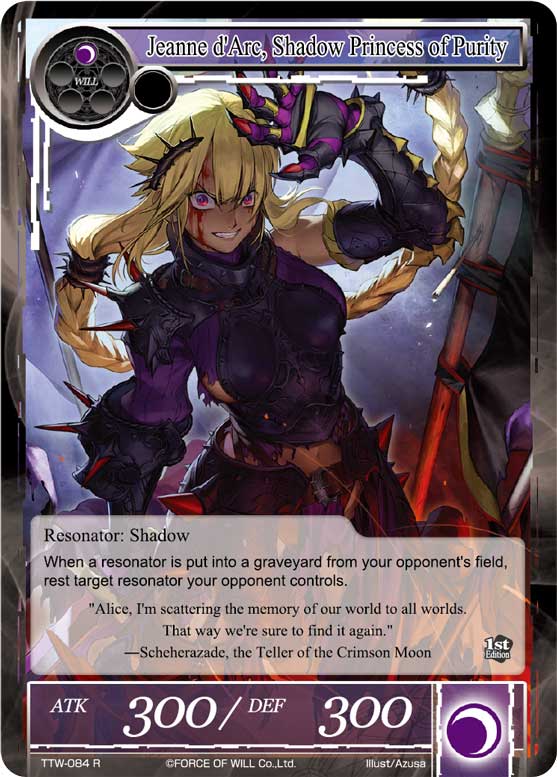 Jeanne d'Arc, Shadow Princess of Purity
WILL
Resonator: Shadow
When a resonator is put into a graveyard from your opponent's field,
rest target resonator your opponent controls.
"Alice, I'm scattering the memory of our world to all worlds.
That way we're sure to find it again."
—Scheherazade, the Teller of the Crimson Moon
1st
Edition
ATK 300 / DEF 300
TTW-084 R ©FORCE OF WILL Co.,Ltd. Illust/Azusa